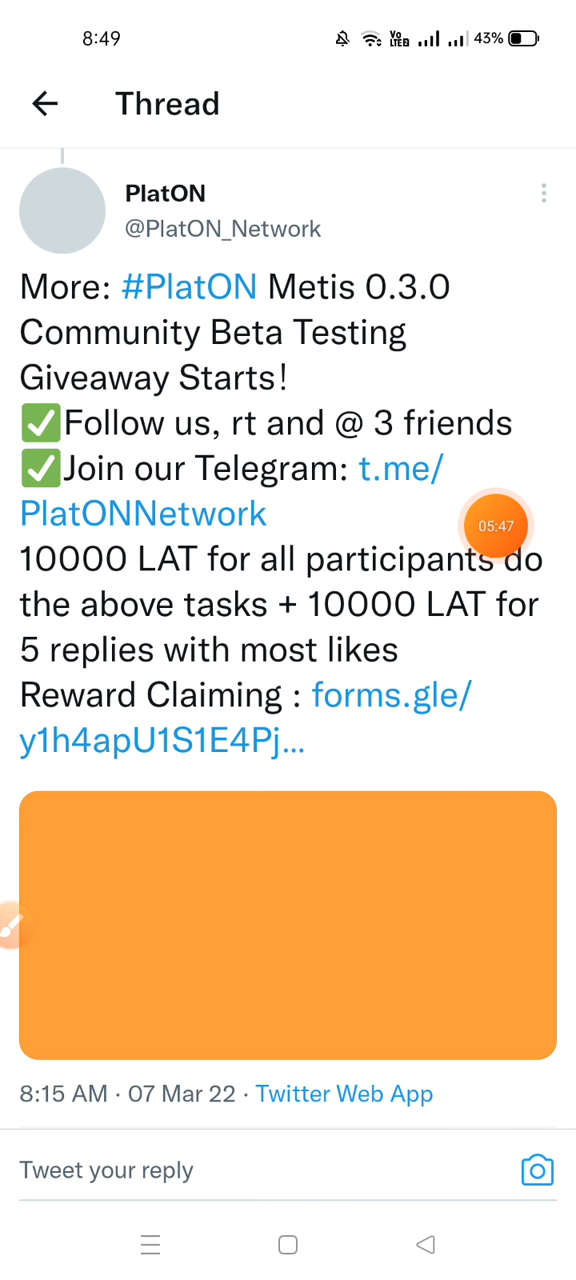 8:49
Vo LTE 2 43%
Thread
PlatON
@PlatON_Network
More: #PlatON Metis 0.3.0
Community Beta Testing
Giveaway Starts!
✅Follow us, rt and @ 3 friends
✅Join our Telegram: t.me/
PlatONNetwork
05:47
10000 LAT for all participants do
the above tasks + 10000 LAT for
5 replies with most likes
Reward Claiming : forms.gle/
y1h4apU1S1E4Pj...
8:15 AM · 07 Mar 22 · Twitter Web App
Tweet your reply